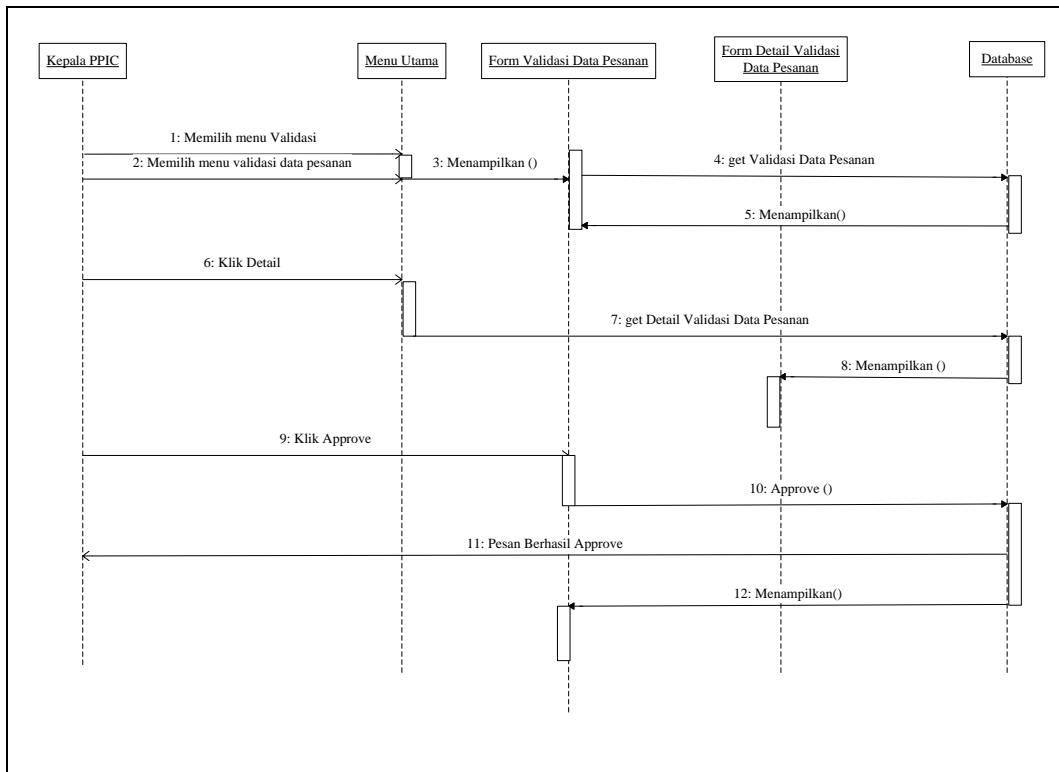 Kepala PPIC
Menu Utama
Form Validasi Data Pesanan
Form Detail Validasi
Data Pesanan
Database
1: Memilih menu Validasi
2: Memilih menu validasi data pesanan
3: Menampilkan ()
4: get Validasi Data Pesanan
5: Menampilkan()
6: Klik Detail
7: get Detail Validasi Data Pesanan
8: Menampilkan ()
9: Klik Approve
10: Approve ()
11: Pesan Berhasil Approve
12: Menampilkan()